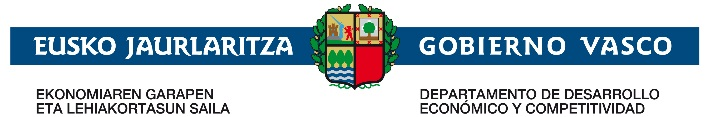 EUSKO JAURLARITZA
GOBIERNO VASCO
EKONOMIAREN GARAPEN
ETA LEHIAKORTASUN SAILA
DEPARTAMENTO DE DESARROLLO
ECONÓMICO Y COMPETITIVIDAD